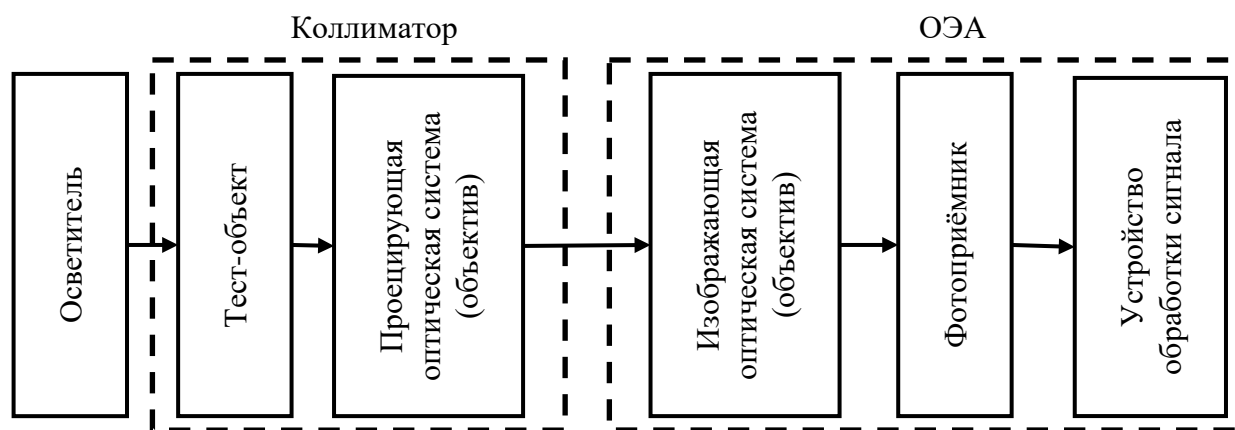 Коллиматор
ОЭА
Осветитель
Тест-объект
Проецирующая
оптическая система
(объектив)
Изображающая
оптическая система
(объектив)
Фотоприёмник
Устройство
обработки сигнала